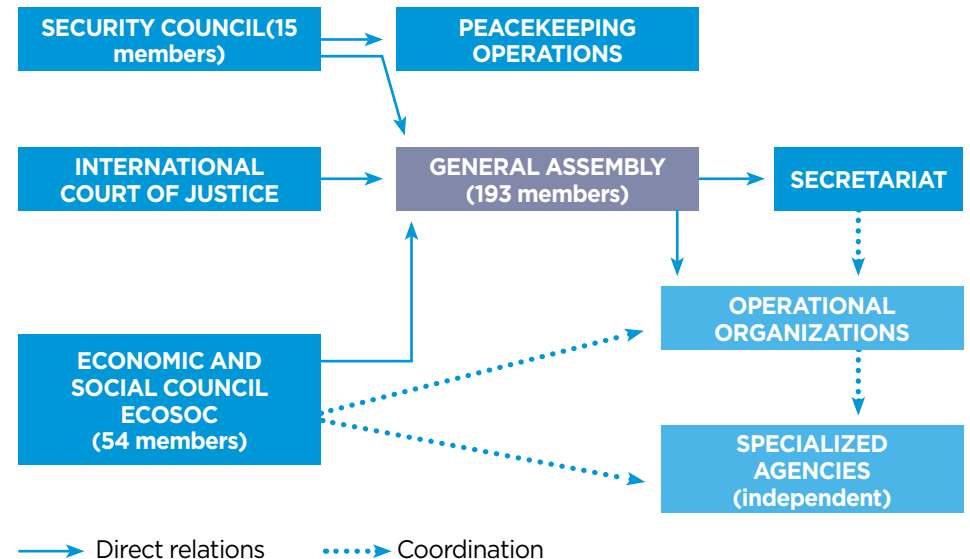 SECURITY COUNCIL(15
members)
PEACEKEEPING
OPERATIONS
INTERNATIONAL
COURT OF JUSTICE
GENERAL ASSEMBLY
(193 members)
SECRETARIAT
OPERATIONAL
ORGANIZATIONS
ECONOMIC AND
SOCIAL COUNCIL
ECOSOC
(54 members)
SPECIALIZED
AGENCIES
(independent)
Direct relations
Coordination